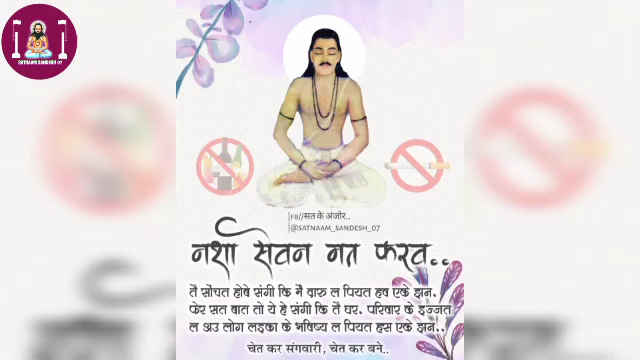 SATNAAM SANDESH 07
FB//सत के अंजोर..
@SATNAAM_SANDESH_07
नशा सेवन मत करव..
तै सोचत होबे संगी कि मैं दारू ल पियत हव एके झन,
फेर सत बात तो ये हे संगी कि तै घर, परिवार के इज्जत
ल अउ लोग लइका के भविष्य ल पियत हस एके झन..
चेत कर संगवारी, चेत कर बने..